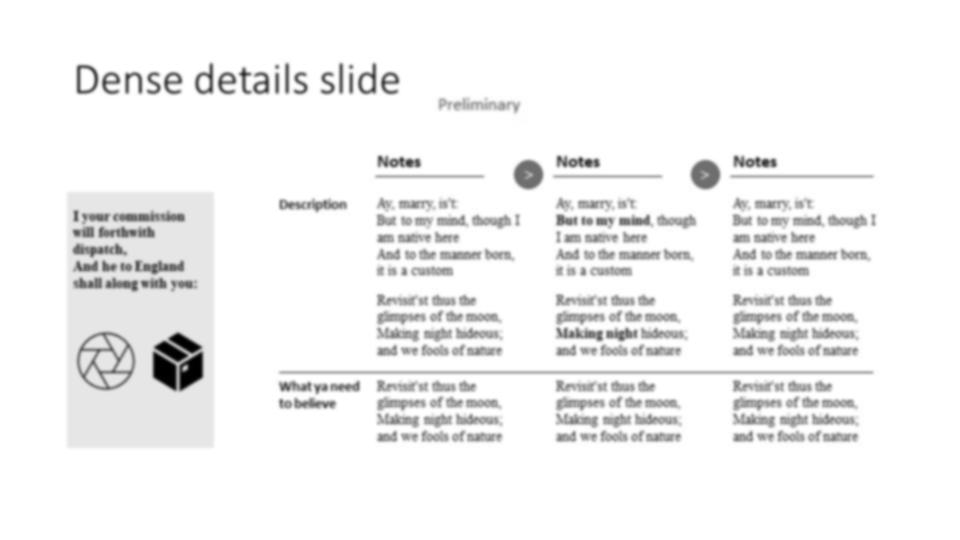 Dense details slide
Preliminary
I your commission
will forthwith
dispatch,
And he to England
shall along with you:
Notes
>
Notes
>
Notes
Description
Ay, marry, is't:
But to my mind, though I
am native here
And to the manner born,
it is a custom
Revisit'st thus the
glimpses of the moon,
Making night hideous;
and we fools of nature
Ay, marry, is't:
But to my mind, though
I am native here
And to the manner born,
it is a custom
Revisit'st thus the
glimpses of the moon,
Making night hideous;
and we fools of nature
Ay, marry, is't:
But to my mind, though I
am native here
And to the manner born,
it is a custom
Revisit'st thus the
glimpses of the moon,
Making night hideous;
and we fools of nature
What ya need
to believe
Revisit'st thus the
glimpses of the moon,
Making night hideous;
and we fools of nature
Revisit'st thus the
glimpses of the moon,
Making night hideous;
and we fools of nature
Revisit'st thus the
glimpses of the moon,
Making night hideous;
and we fools of nature